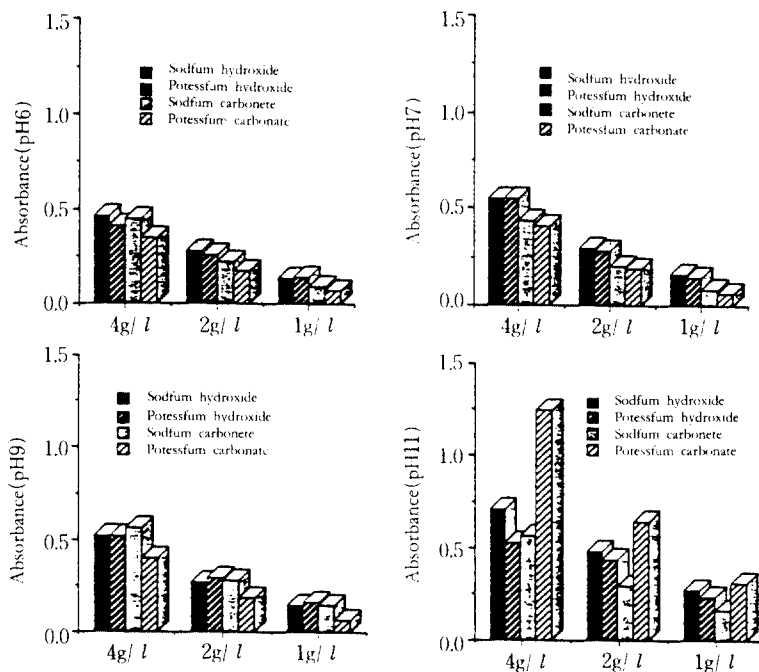 1.5
1.0
0.5
0.0
Absorbance(pH6)
Sodfum hydroxide
Potessfum hydroxide
Sodfum carbonete
Potessfum carbonate
4g/ l
2g/ l
1g/ l
1.5
1.0
0.5
0.0
Absorbance(pH7)
Sodfum hydroxide
Potessfum hydroxide
Sodfum carbonate
Potessfum carbonate
4g/ l
2g/ l
1g/ l
1.5
1.0
0.5
0.0
Absorbance(pH9)
Sodfum hydroxide
Potessfum hydroxide
Sodfum carbonete
Potessfum carbonate
4g/ l
2g/ l
1g/ l
1.5
1.0
0.5
0.0
Absorbance(pH11)
Sodfum hydroxide
Potessfum hydroxide
Sodfum carbonete
Potessfum carbonate
4g/ l
2g/ l
1g/ l